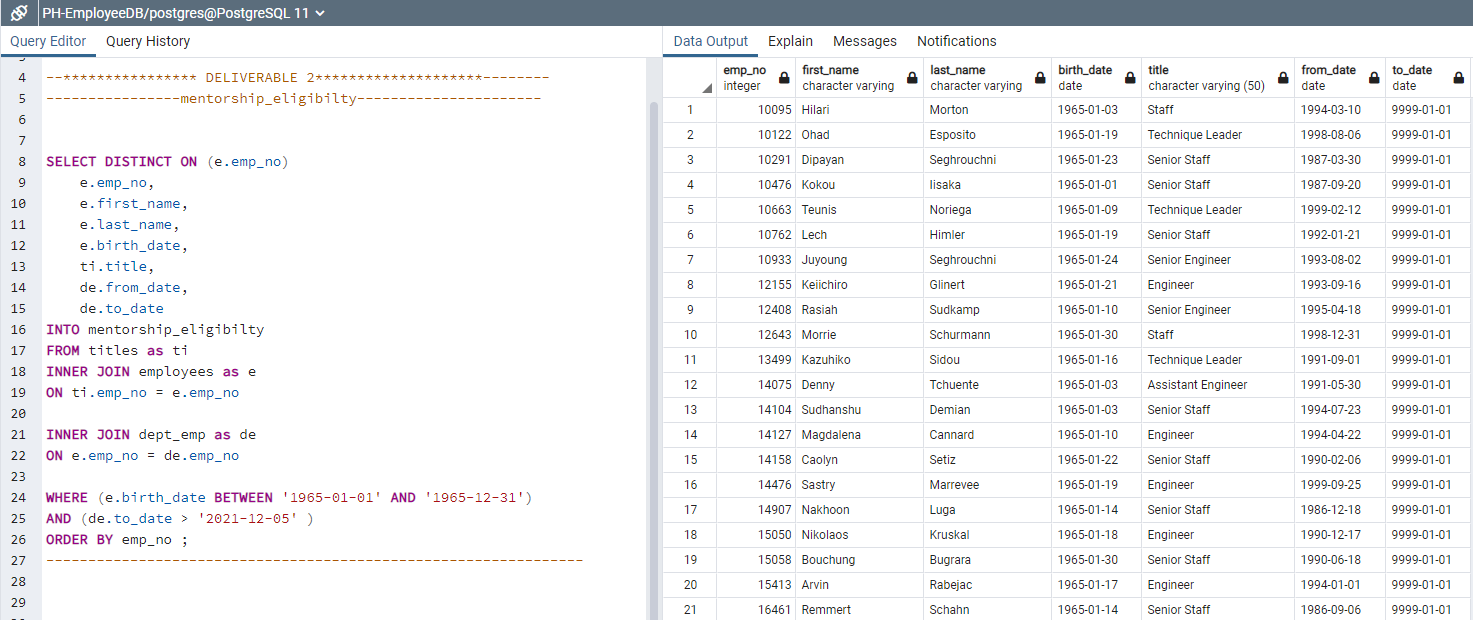 PH-EmployeeDB/postgres@PostgreSQL 11
Query Editor Query History
4 --**************** DELIVERABLE 2********************--------
5 ----------------mentorship_eligibilty----------------------
6
7
8 SELECT DISTINCT ON (e.emp_no)
9 e.emp_no,
10 e.first_name,
11 e.last_name,
12 e.birth_date,
13 ti.title,
14 de.from_date,
15 de.to_date
16 INTO mentorship_eligibilty
17 FROM titles as ti
18 INNER JOIN employees as e
19 ON ti.emp_no = e.emp_no
20
21 INNER JOIN dept_emp as de
22 ON e.emp_no = de.emp_no
23
24 WHERE (e.birth_date BETWEEN '1965-01-01' AND '1965-12-31')
25 AND (de.to_date > '2021-12-05' )
26 ORDER BY emp_no ;
27 ----------------------------------------------------------------
28
29
Data Output Explain Messages Notifications
emp_no first_name last_name birth_date title from_date to_date
integer character varying character varying date character varying (50) date date
1 10095 Hilari Morton 1965-01-03 Staff 1994-03-10 9999-01-01
2 10122 Ohad Esposito 1965-01-19 Technique Leader 1998-08-06 9999-01-01
3 10291 Dipayan Seghrouchni 1965-01-23 Senior Staff 1987-03-30 9999-01-01
4 10476 Kokou Iisaka 1965-01-01 Senior Staff 1987-09-20 9999-01-01
5 10663 Teunis Noriega 1965-01-09 Technique Leader 1999-02-12 9999-01-01
6 10762 Lech Himler 1965-01-19 Senior Staff 1992-01-21 9999-01-01
7 10933 Juyoung Seghrouchni 1965-01-24 Senior Engineer 1993-08-02 9999-01-01
8 12155 Keiichiro Glinert 1965-01-21 Engineer 1993-09-16 9999-01-01
9 12408 Rasiah Sudkamp 1965-01-10 Senior Engineer 1995-04-18 9999-01-01
10 12643 Morrie Schurmann 1965-01-30 Staff 1998-12-31 9999-01-01
11 13499 Kazuhiko Sidou 1965-01-16 Technique Leader 1991-09-01 9999-01-01
12 14075 Denny Tchuente 1965-01-03 Assistant Engineer 1991-05-30 9999-01-01
13 14104 Sudhanshu Demian 1965-01-03 Senior Staff 1994-07-23 9999-01-01
14 14127 Magdalena Cannard 1965-01-10 Engineer 1994-04-22 9999-01-01
15 14158 Caolyn Setiz 1965-01-22 Senior Staff 1990-02-06 9999-01-01
16 14476 Sastry Marrevee 1965-01-19 Engineer 1999-09-25 9999-01-01
17 14907 Nakhoon Luga 1965-01-14 Senior Staff 1986-12-18 9999-01-01
18 15050 Nikolaos Kruskal 1965-01-18 Engineer 1990-12-17 9999-01-01
19 15058 Bouchung Bugrara 1965-01-30 Senior Staff 1990-06-18 9999-01-01
20 15413 Arvin Rabejac 1965-01-17 Engineer 1994-01-01 9999-01-01
21 16461 Remmert Schahn 1965-01-14 Senior Staff 1986-09-06 9999-01-01